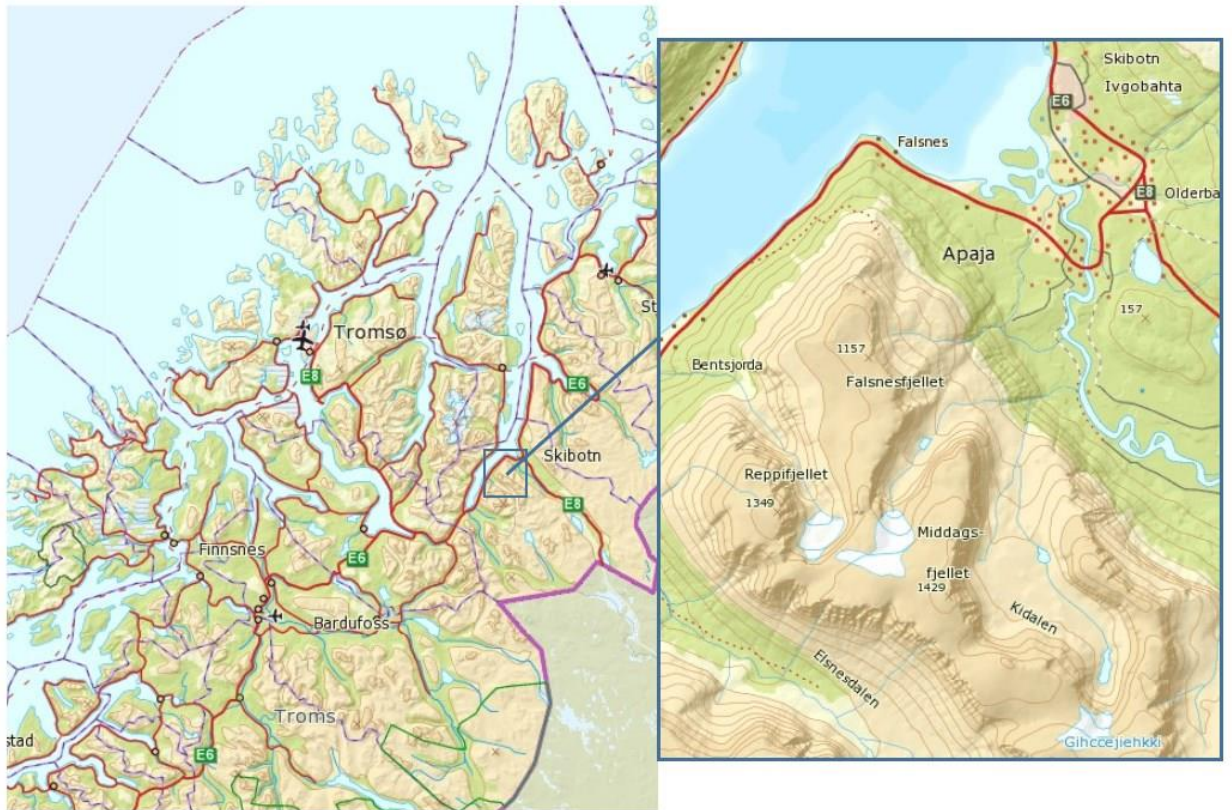 Tromsø
E8
E6
Skibotn
E8
Finnsnes
E6
Bardufoss
Troms
stad
E6
St
Skibotn
Ivgobahta
E6
Falsnes
E8
Olderba
Apaja
157
1157
Bentsjorda
Falsnesfjellet
Reppifjellet
1349
Middags-
fjellet
1429
Kidalen
Elsnesdalen
Gihccejiehkki